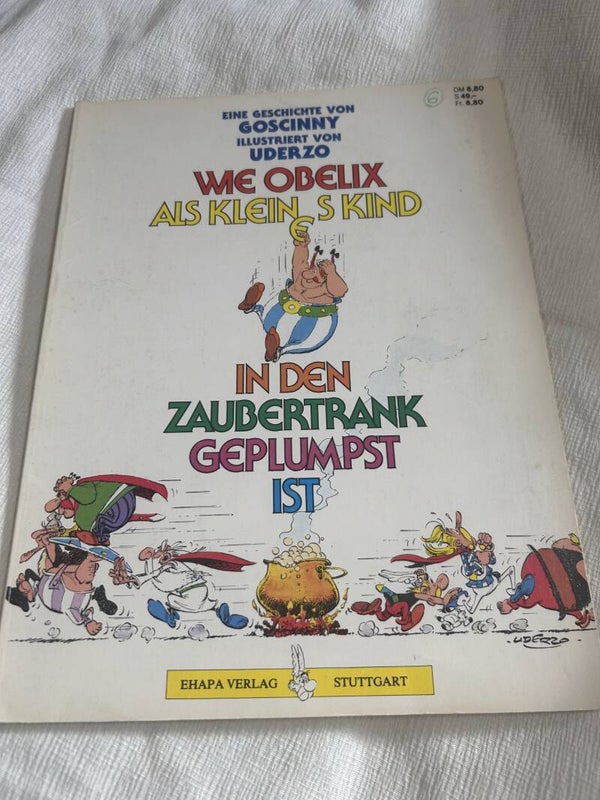 6
DM 6,80
S 49,–
Fr. 6.80
EINE GESCHICHTE VON
GOSCINNY
ILLUSTRIERT VON
UDERZO
WIE OBELIX
ALS KLEINES KIND
IN DEN
ZAUBERTRANK
GEPLUMPST
IST
·UDERZO·
EHAPA VERLAG STUTTGART